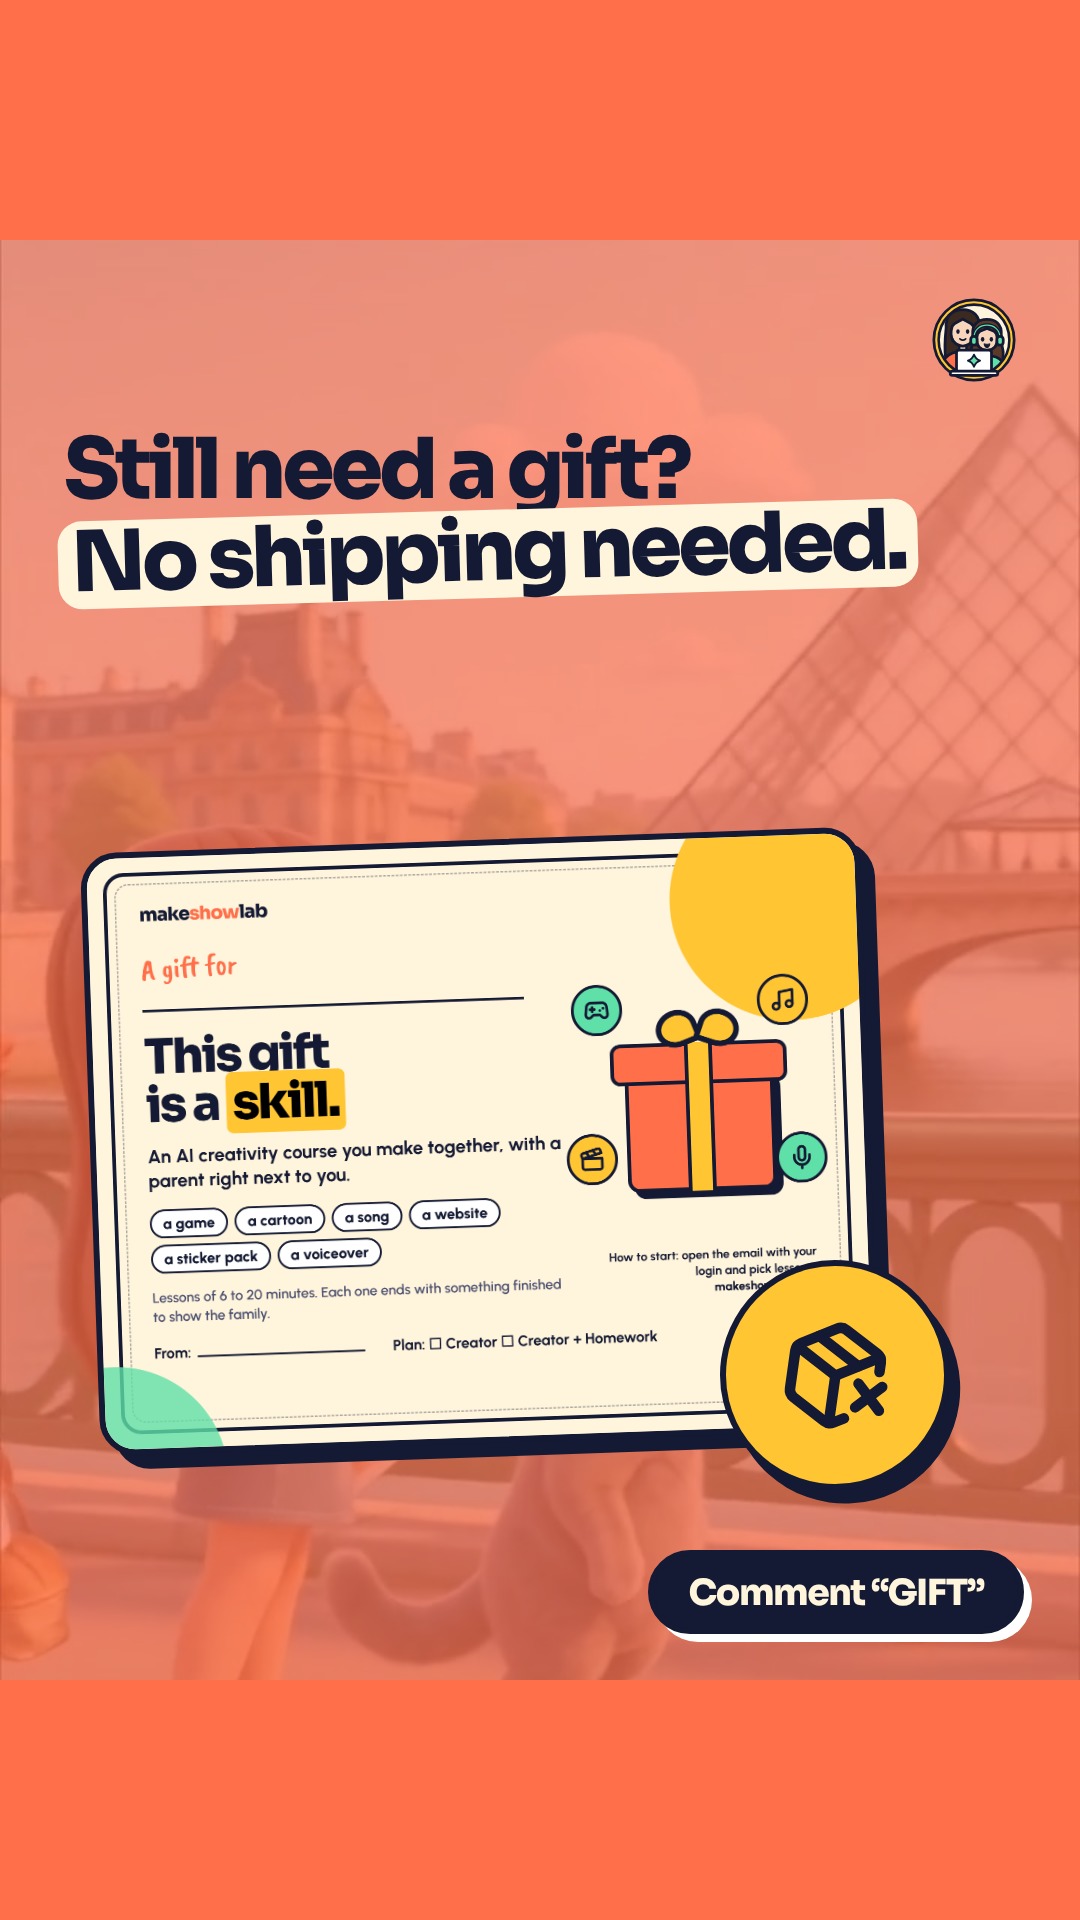 Still need a gift?
No shipping needed.
makeshowlab
A gift for
This gift
is a skill.
An AI creativity course you make together, with a
parent right next to you.
a game a cartoon a song a website
a sticker pack a voiceover
Lessons of 6 to 20 minutes. Each one ends with something finished
to show the family.
How to start: open the email with your
login and pick
From:
Plan: ☐ Creator ☐ Creator + Homework
Comment “GIFT”